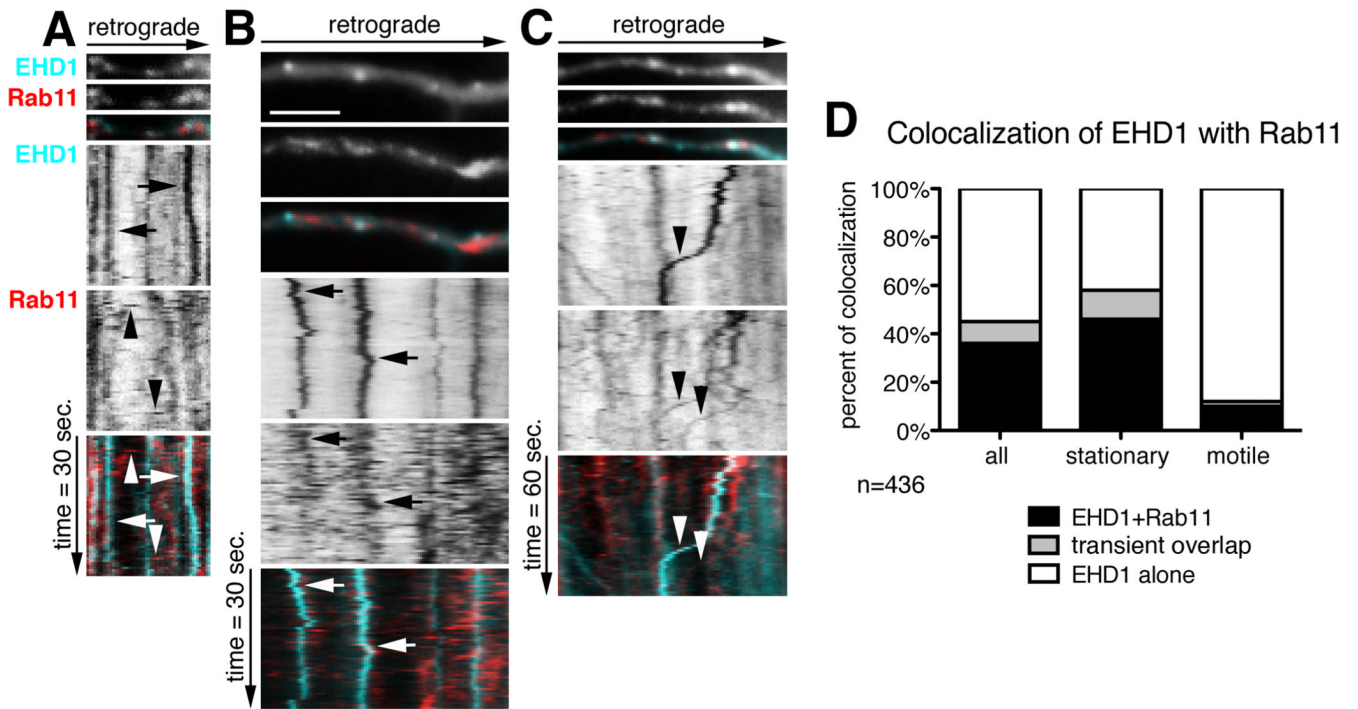 A
retrograde
EHD1
Rab11
EHD1
Rab11
time = 30 sec.
B
retrograde
time = 30 sec.
C
retrograde
time = 60 sec.
D
Colocalization of EHD1 with Rab11
percent of colocalization
100%
80%
60%
40%
20%
0%
all stationary motile
n=436
EHD1+Rab11
transient overlap
EHD1 alone